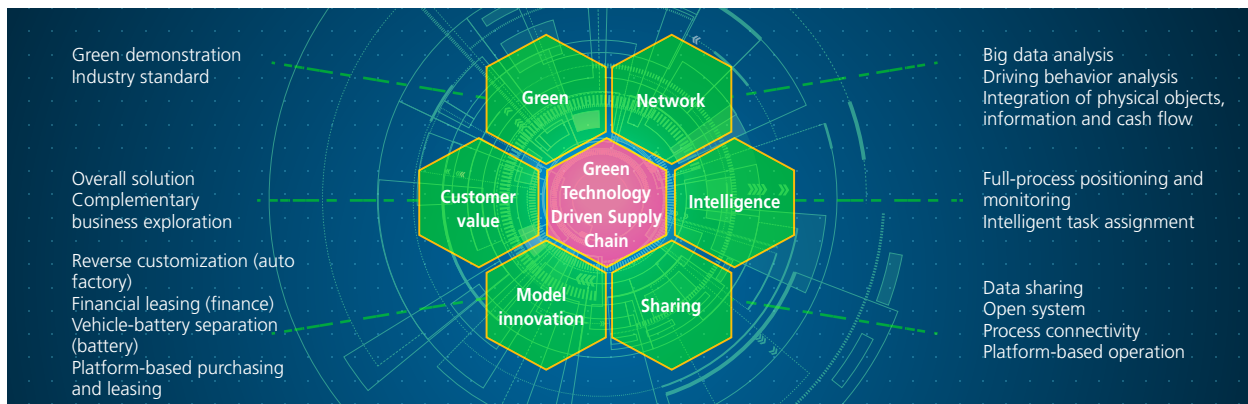 Green demonstration
Industry standard
Green
Network
Big data analysis
Driving behavior analysis
Integration of physical objects,
information and cash flow
Overall solution
Complementary
business exploration
Customer
value
Green
Technology
Driven Supply
Chain
Intelligence
Full-process positioning and
monitoring
Intelligent task assignment
Reverse customization (auto
factory)
Financial leasing (finance)
Vehicle-battery separation
(battery)
Platform-based purchasing
and leasing
Model
innovation
Sharing
Data sharing
Open system
Process connectivity
Platform-based operation